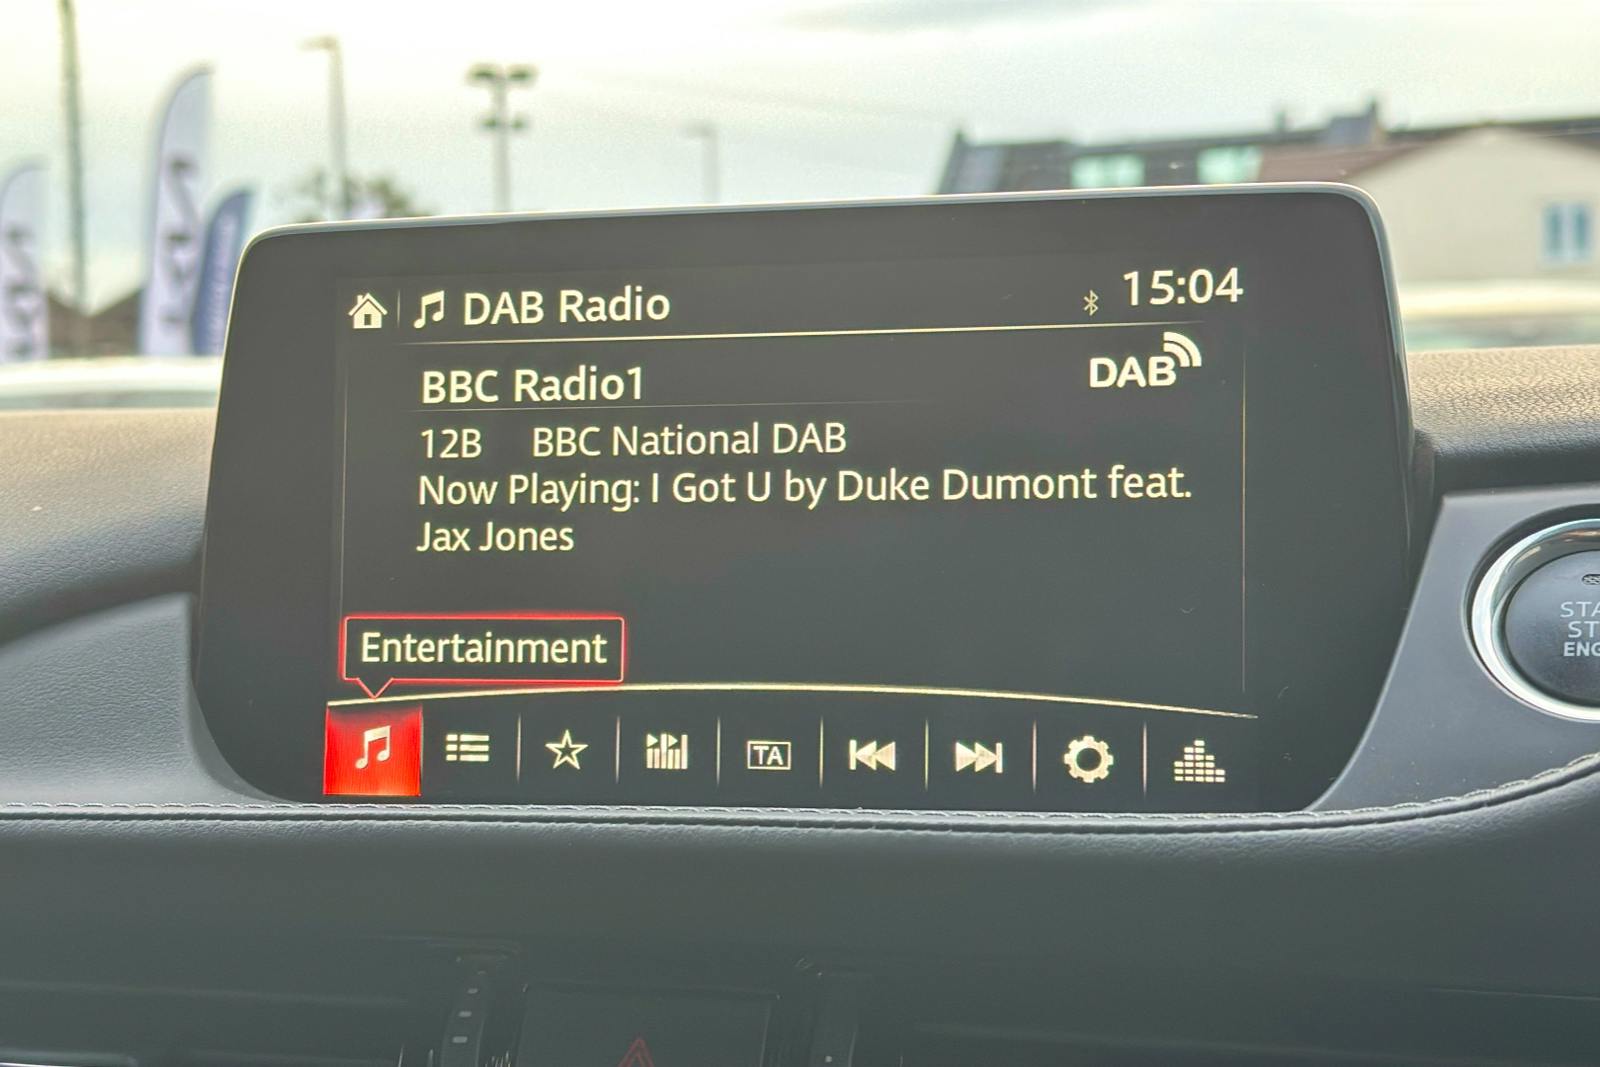 DAB Radio
15:04
BBC Radio1
DAB
12B BBC National DAB
Now Playing: I Got U by Duke Dumont feat.
Jax Jones
Entertainment
TA